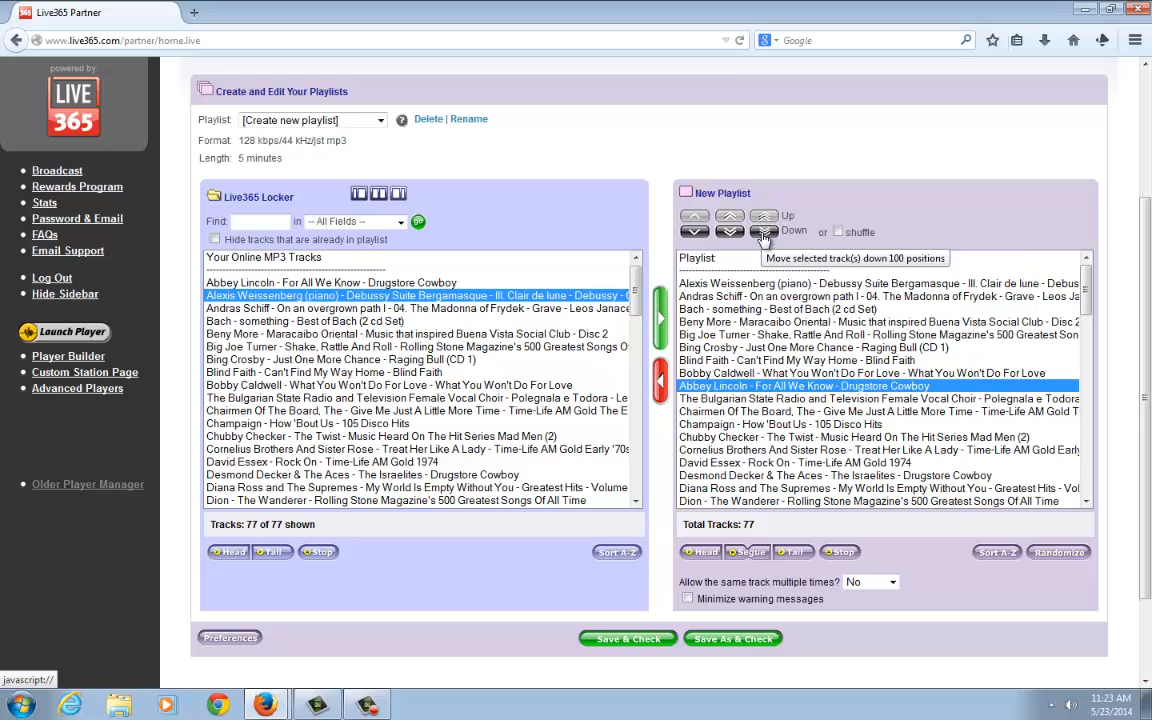 Live365 Partner
www.live365.com/partner/home.live
Google
powered by:
LIVE
365
Broadcast
Rewards Program
Stats
Password & Email
FAQs
Email Support
Log Out
Hide Sidebar
Launch Player
Player Builder
Custom Station Page
Advanced Players
Older Player Manager
Create and Edit Your Playlists
Playlist: [Create new playlist] ? Delete | Rename
Format: 128 kbps/44 kHz/jst mp3
Length: 5 minutes
Live365 Locker
Find: in -- All Fields -- go
Hide tracks that are already in playlist
Your Online MP3 Tracks
--------------------------------------------
Abbey Lincoln - For All We Know - Drugstore Cowboy
Alexis Weissenberg (piano) - Debussy Suite Bergamasque - III. Clair de lune - Debussy - C
Andras Schiff - On an overgrown path I - 04. The Madonna of Frydek - Grave - Leos Jan
Bach - something - Best of Bach (2 cd Set)
Beny More - Maracaibo Oriental - Music that inspired Buena Vista Social Club - Disc 2
Big Joe Turner - Shake, Rattle And Roll - Rolling Stone Magazine's 500 Greatest Songs O
Bing Crosby - Just One More Chance - Raging Bull (CD 1)
Blind Faith - Can't Find My Way Home - Blind Faith
Bobby Caldwell - What You Won't Do For Love - What You Won't Do For Love
The Bulgarian State Radio and Television Female Vocal Choir - Polegnala e Todora - Le
Chairmen Of The Board, The - Give Me Just A Little More Time - Time-Life AM Gold The E
Champaign - How 'Bout Us - 105 Disco Hits
Chubby Checker - The Twist - Music Heard On The Hit Series Mad Men (2)
Cornelius Brothers And Sister Rose - Treat Her Like A Lady - Time-Life AM Gold Early '70s
David Essex - Rock On - Time-Life AM Gold 1974
Desmond Decker & The Aces - The Israelites - Drugstore Cowboy
Diana Ross and The Supremes - My World Is Empty Without You - Greatest Hits - Volume
Dion - The Wanderer - Rolling Stone Magazine's 500 Greatest Songs Of All Time
Tracks: 77 of 77 shown
Head Tail Stop Sort A-Z
New Playlist
Up
Down or shuffle
Move selected track(s) down 100 positions
Playlist
--------------------------------------
Alexis Weissenberg (piano) - Debussy Suite Bergamasque - III. Clair de lune - Debus
Andras Schiff - On an overgrown path I - 04. The Madonna of Frydek - Grave - Leos J
Bach - something - Best of Bach (2 cd Set)
Beny More - Maracaibo Oriental - Music that inspired Buena Vista Social Club - Disc 2
Big Joe Turner - Shake, Rattle And Roll - Rolling Stone Magazine's 500 Greatest Son
Bing Crosby - Just One More Chance - Raging Bull (CD 1)
Blind Faith - Can't Find My Way Home - Blind Faith
Bobby Caldwell - What You Won't Do For Love - What You Won't Do For Love
Abbey Lincoln - For All We Know - Drugstore Cowboy
The Bulgarian State Radio and Television Female Vocal Choir - Polegnala e Todora
Chairmen Of The Board, The - Give Me Just A Little More Time - Time-Life AM Gold T
Champaign - How 'Bout Us - 105 Disco Hits
Chubby Checker - The Twist - Music Heard On The Hit Series Mad Men (2)
Cornelius Brothers And Sister Rose - Treat Her Like A Lady - Time-Life AM Gold Earl
David Essex - Rock On - Time-Life AM Gold 1974
Desmond Decker & The Aces - The Israelites - Drugstore Cowboy
Diana Ross and The Supremes - My World Is Empty Without You - Greatest Hits - Vol
Dion - The Wanderer - Rolling Stone Magazine's 500 Greatest Songs Of All Time
Total Tracks: 77
Head Segue Tail Stop Sort A-Z Randomize
Allow the same track multiple times? No
Minimize warning messages
Preferences Save & Check Save As & Check
javascript://
11:23 AM
5/23/2014